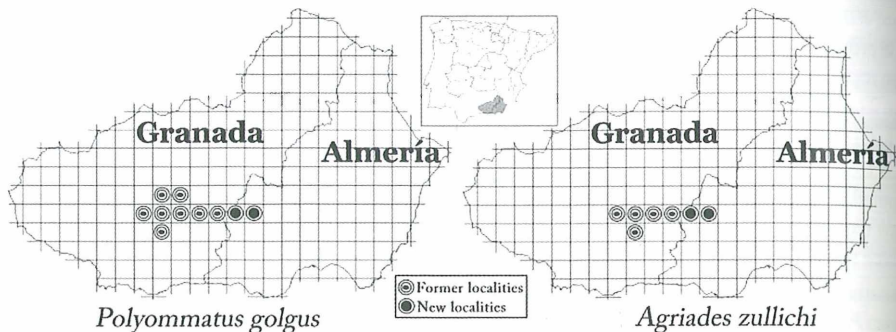 Granada
Almería
Granada
Almería
Former localities
New localities
Polyommatus golgus
Agriades zullichi